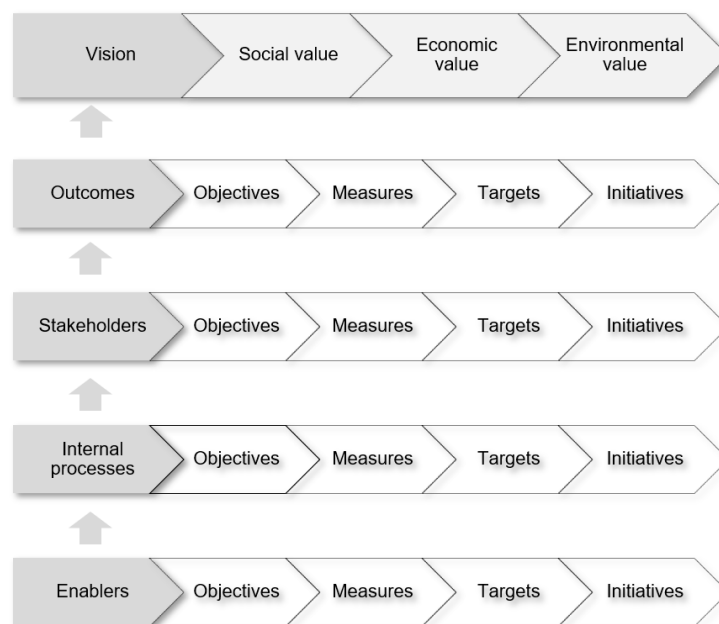 Vision
Social value
Economic
value
Environmental
value
Outcomes
Objectives
Measures
Targets
Initiatives
Stakeholders
Objectives
Measures
Targets
Initiatives
Internal
processes
Objectives
Measures
Targets
Initiatives
Enablers
Objectives
Measures
Targets
Initiatives